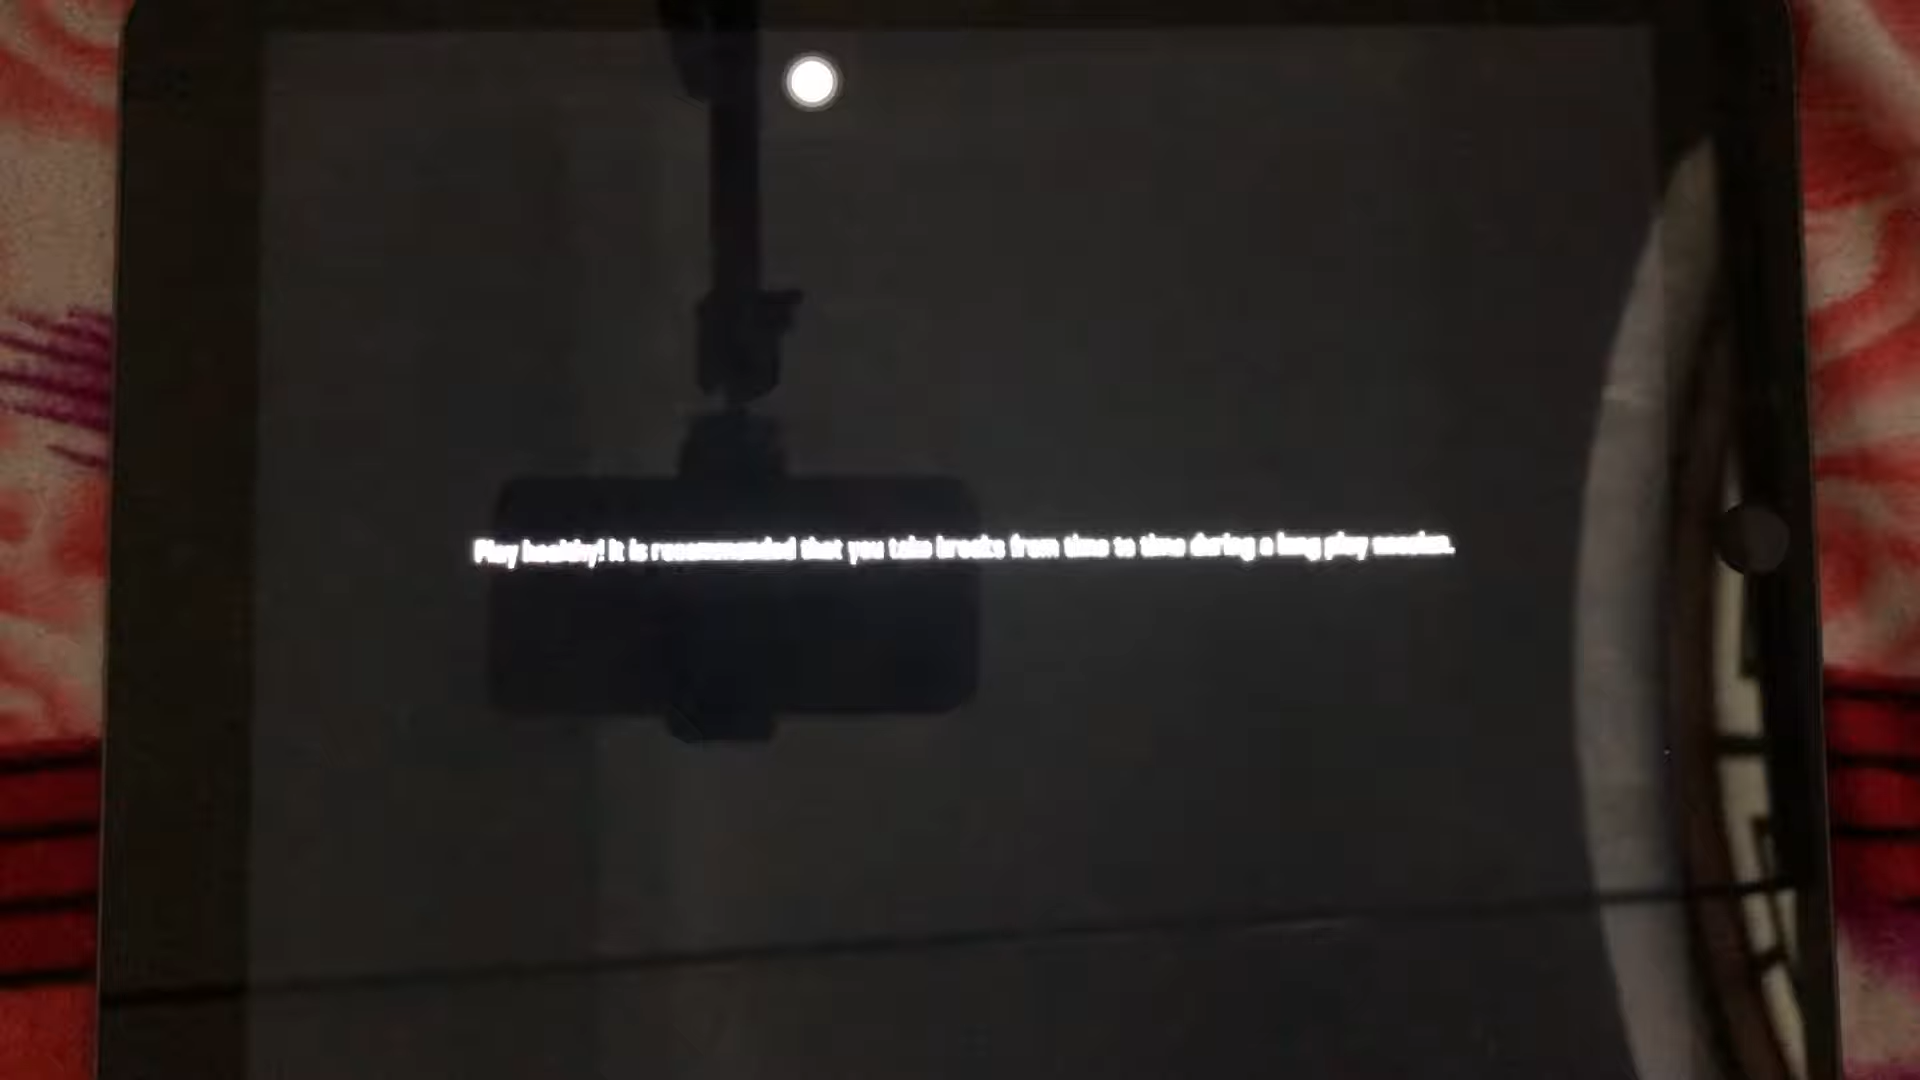 Play healthy! It is recommended that you take breaks from time to time during a long play session.